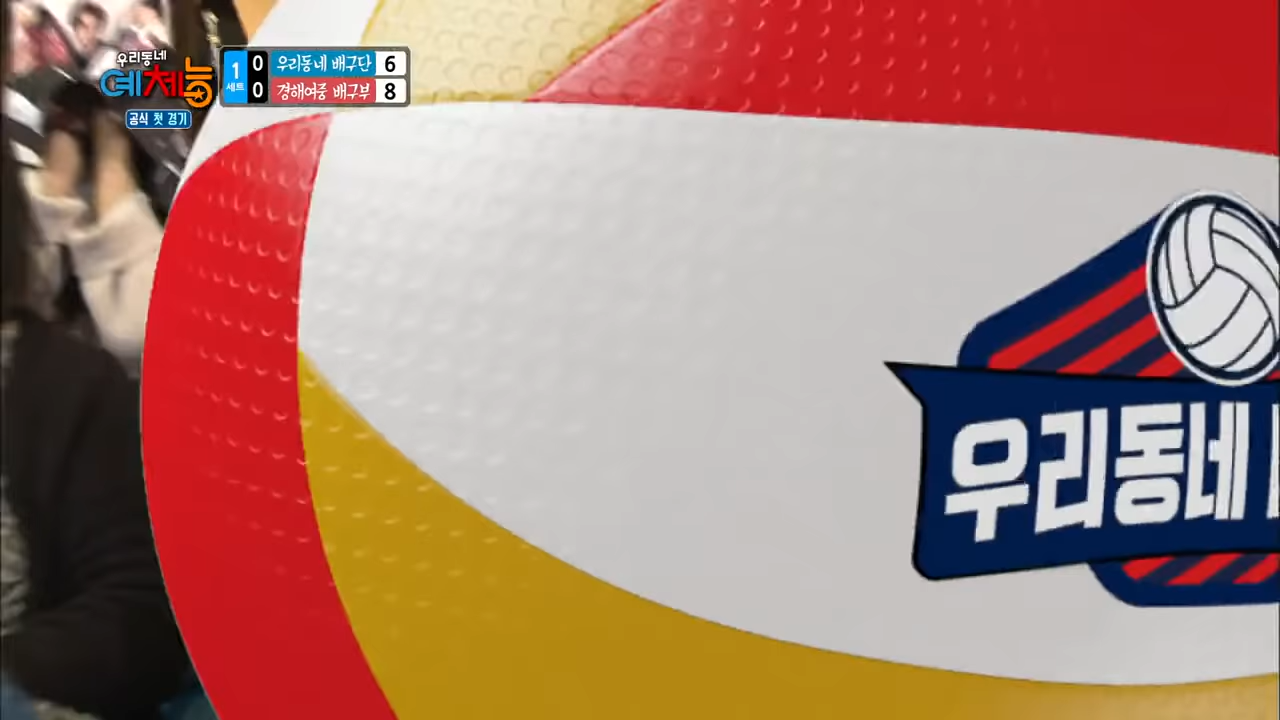 우리동네
예체능
공식 첫 경기
1
세트
0 우리동네 배구단 6
0 경해여중 배구부 8
우리동네